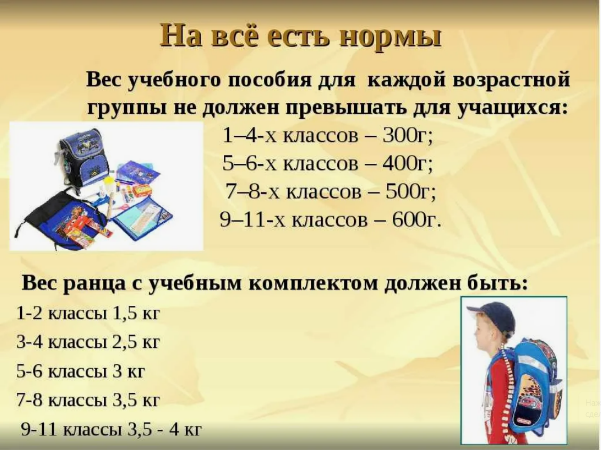 На всё есть нормы
Вес учебного пособия для каждой возрастной
группы не должен превышать для учащихся:
1–4-х классов – 300г;
5–6-х классов – 400г;
7–8-х классов – 500г;
9–11-х классов – 600г.
Вес ранца с учебным комплектом должен быть:
1-2 классы 1,5 кг
3-4 классы 2,5 кг
5-6 классы 3 кг
7-8 классы 3,5 кг
9-11 классы 3,5 - 4 кг